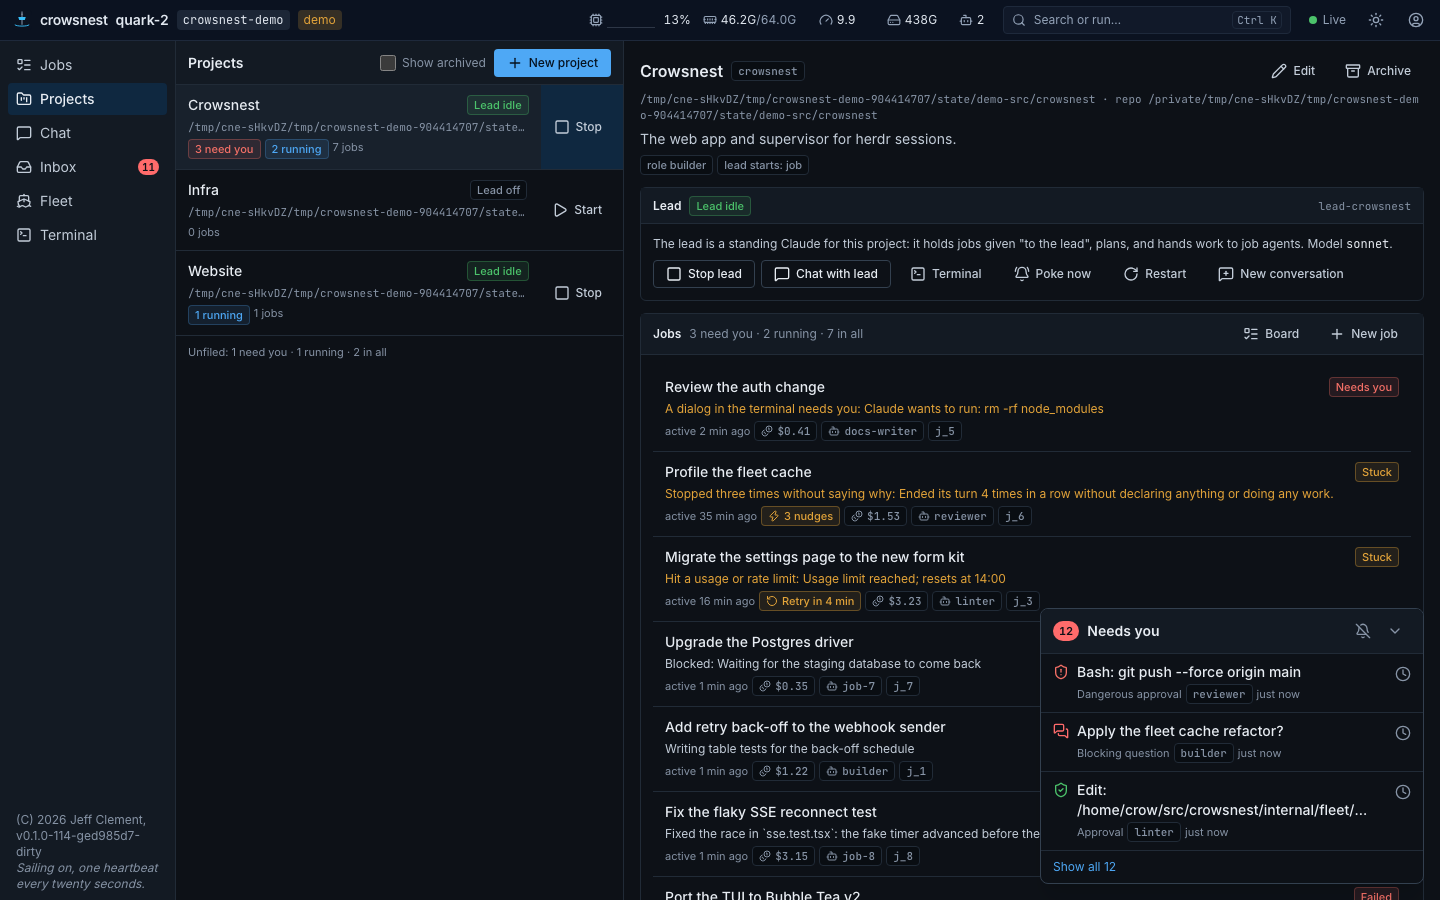 crowsnest quark-2 crowsnest-demo demo
13% 46.2G/64.0G 9.9 438G 2 Search or run... Ctrl K Live
Jobs
Projects
Chat
Inbox 11
Fleet
Terminal
(C) 2026 Jeff Clement,
v0.1.0-114-ged985d7-
dirty
Sailing on, one heartbeat
every twenty seconds.
Projects Show archived New project
Crowsnest Lead idle
/tmp/cne-sHkvDZ/tmp/crowsnest-demo-904414707/state…
3 need you 2 running 7 jobs
Stop
Infra Lead off
/tmp/cne-sHkvDZ/tmp/crowsnest-demo-904414707/state…
0 jobs
Start
Website Lead idle
/tmp/cne-sHkvDZ/tmp/crowsnest-demo-904414707/state…
1 running 1 jobs
Stop
Unfiled: 1 need you · 1 running · 2 in all
Crowsnest crowsnest Edit Archive
/tmp/cne-sHkvDZ/tmp/crowsnest-demo-904414707/state/demo-src/crowsnest · repo /private/tmp/cne-sHkvDZ/tmp/crowsnest-dem
o-904414707/state/demo-src/crowsnest
The web app and supervisor for herdr sessions.
role builder lead starts: job
Lead Lead idle lead-crowsnest
The lead is a standing Claude for this project: it holds jobs given "to the lead", plans, and hands work to job agents. Model sonnet.
Stop lead Chat with lead Terminal Poke now Restart New conversation
Jobs 3 need you · 2 running · 7 in all Board New job
Review the auth change Needs you
A dialog in the terminal needs you: Claude wants to run: rm -rf node_modules
active 2 min ago $0.41 docs-writer j_5
Profile the fleet cache Stuck
Stopped three times without saying why: Ended its turn 4 times in a row without declaring anything or doing any work.
active 35 min ago 3 nudges $1.53 reviewer j_6
Migrate the settings page to the new form kit Stuck
Hit a usage or rate limit: Usage limit reached; resets at 14:00
active 16 min ago Retry in 4 min $3.23 linter j_3
Upgrade the Postgres driver
Blocked: Waiting for the staging database to come back
active 1 min ago $0.35 job-7 j_7
Add retry back-off to the webhook sender
Writing table tests for the back-off schedule
active 1 min ago $1.22 builder j_1
Fix the flaky SSE reconnect test
Fixed the race in `sse.test.tsx`: the fake timer advanced before the
active 1 min ago $3.15 job-8 j_8
Port the TUI to Bubble Tea v2 Failed
12 Needs you
Bash: git push --force origin main
Dangerous approval reviewer just now
Apply the fleet cache refactor?
Blocking question builder just now
Edit:
/home/crow/src/crowsnest/internal/fleet/...
Approval linter just now
Show all 12